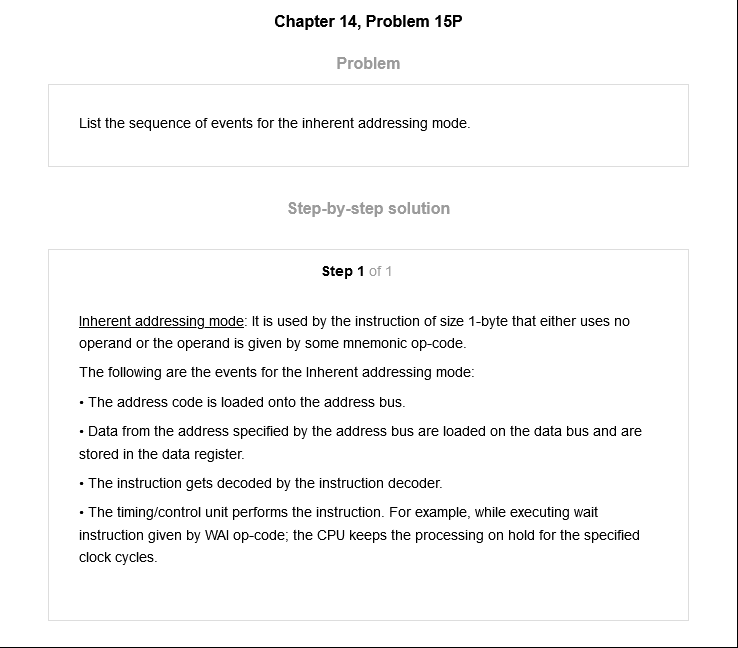 Chapter 14, Problem 15P
Problem
List the sequence of events for the inherent addressing mode.
Step-by-step solution
Step 1 of 1
Inherent addressing mode: It is used by the instruction of size 1-byte that either uses no
operand or the operand is given by some mnemonic op-code.
The following are the events for the Inherent addressing mode:
• The address code is loaded onto the address bus.
• Data from the address specified by the address bus are loaded on the data bus and are
stored in the data register.
• The instruction gets decoded by the instruction decoder.
• The timing/control unit performs the instruction. For example, while executing wait
instruction given by WAI op-code; the CPU keeps the processing on hold for the specified
clock cycles.